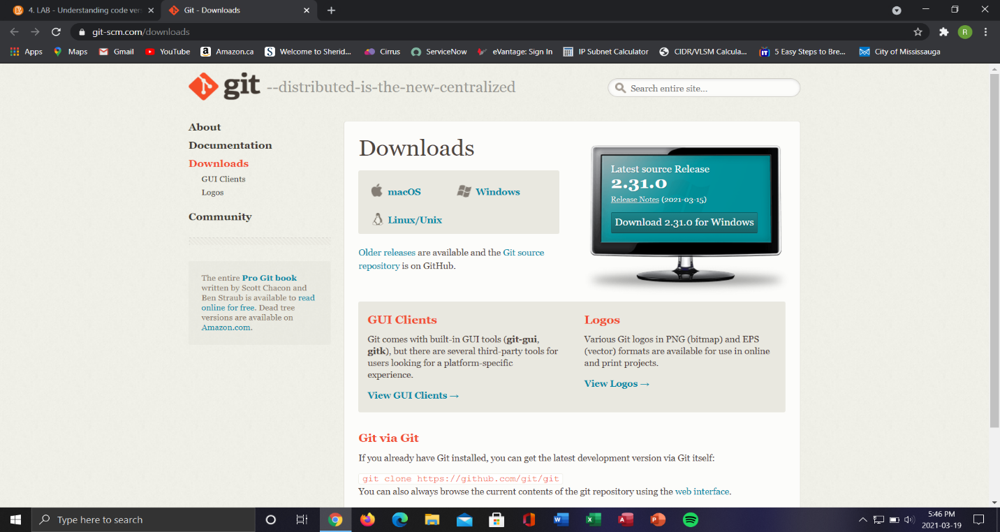 4. LAB - Understanding code ver
Git - Downloads
git-scm.com/downloads
R
Apps
Maps
Gmail
YouTube
Amazon.ca
Welcome to Sherid...
Cirrus
ServiceNow
eVantage: Sign In
IP Subnet Calculator
CIDR/VLSM Calcula...
5 Easy Steps to Bre...
City of Mississauga
git --distributed-is-the-new-centralized
Search entire site...
About
Documentation
Downloads
GUI Clients
Logos
Community
The entire Pro Git book
written by Scott Chacon and
Ben Straub is available to read
online for free. Dead tree
versions are available on
Amazon.com.
Downloads
macOS
Windows
Linux/Unix
Older releases are available and the Git source
repository is on GitHub.
Latest source Release
2.31.0
Release Notes (2021-03-15)
Download 2.31.0 for Windows
GUI Clients
Git comes with built-in GUI tools (git-gui,
gitk), but there are several third-party tools for
users looking for a platform-specific
experience.
View GUI Clients →
Logos
Various Git logos in PNG (bitmap) and EPS
(vector) formats are available for use in online
and print projects.
View Logos →
Git via Git
If you already have Git installed, you can get the latest development version via Git itself:
git clone https://github.com/git/git
You can also always browse the current contents of the git repository using the web interface.
Type here to search
5:46 PM
2021-03-19